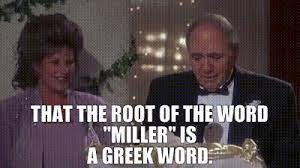 THAT THE ROOT OF THE WORD
"MILLER" IS
A GREEK WORD.